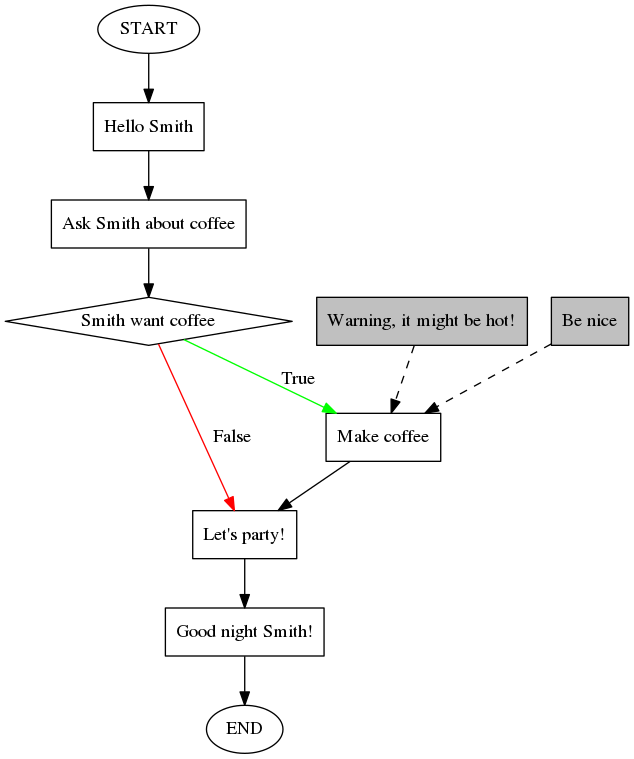 START
Hello Smith
Ask Smith about coffee
Smith want coffee
Warning, it might be hot!
Be nice
True
False
Make coffee
Let's party!
Good night Smith!
END